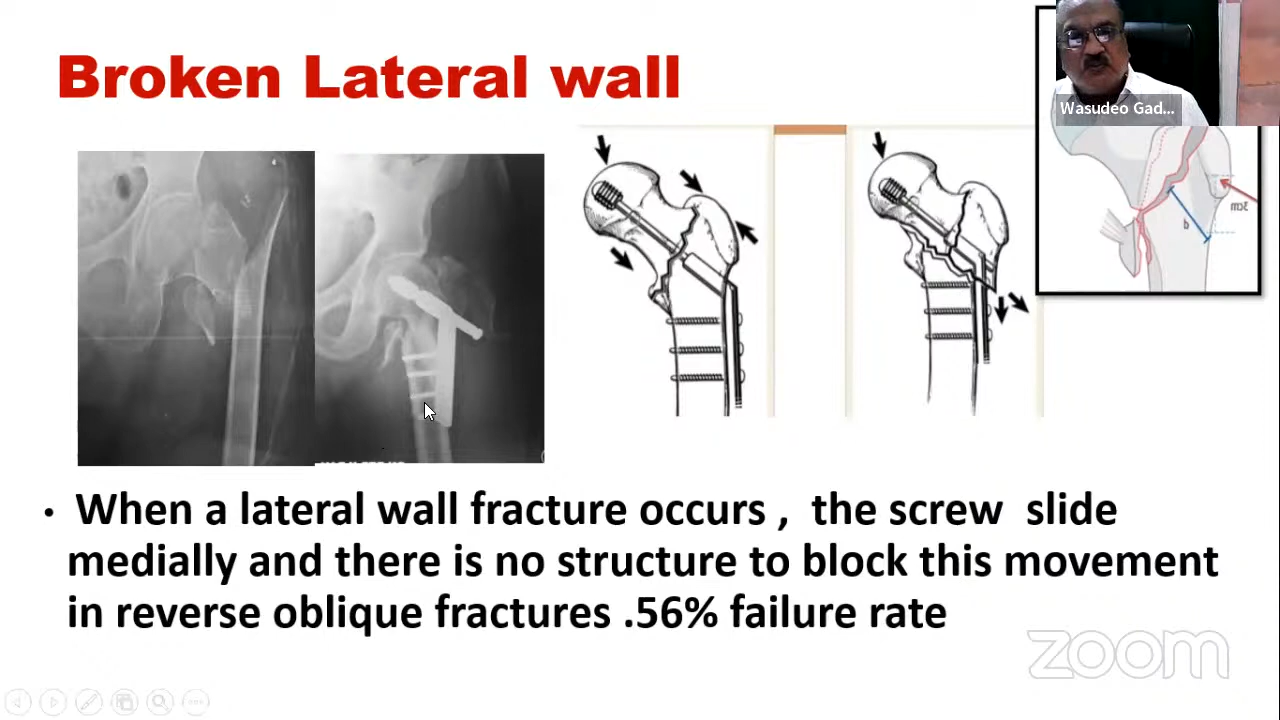 Broken Lateral wall
Wasudeo Gad...
3cm
d
• When a lateral wall fracture occurs , the screw slide
medially and there is no structure to block this movement
in reverse oblique fractures .56% failure rate
zoom